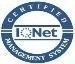 CERTIFIED
IQNet
MANAGEMENT SYSTEM